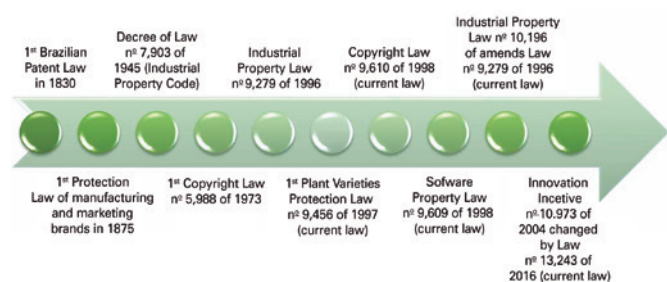 1st Brazilian
Patent Law
in 1830
Decree of Law
nº 7,903 of
1945 (Industrial
Property Code)
Industrial
Property Law
nº 9,279 of 1996
Copyright Law
nº 9,610 of 1998
(current law)
Industrial Property
Law nº 10,196
of amends Law
nº 9,279 of 1996
(current law)
1st Protection
Law of manufacturing
and marketing
brands in 1875
1st Copyright Law
nº 5,988 of 1973
1st Plant Varieties
Protection Law
nº 9,456 of 1997
(current law)
Sofware
Property Law
nº 9,609 of 1998
(current law)
Innovation
Incetive
nº 10.973 of
2004 changed
by Law
nº 13,243 of
2016 (current law)